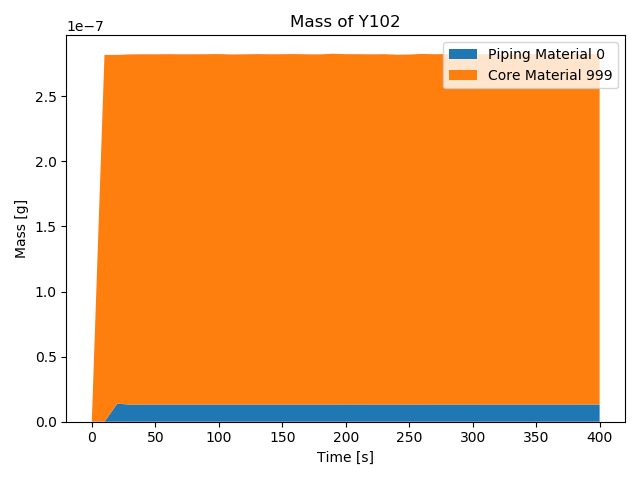 Mass of Y102
1e−7
Piping Material 0
Core Material 999
2.5
2.0
1.5
1.0
0.5
0.0
Mass [g]
0 50 100 150 200 250 300 350 400
Time [s]